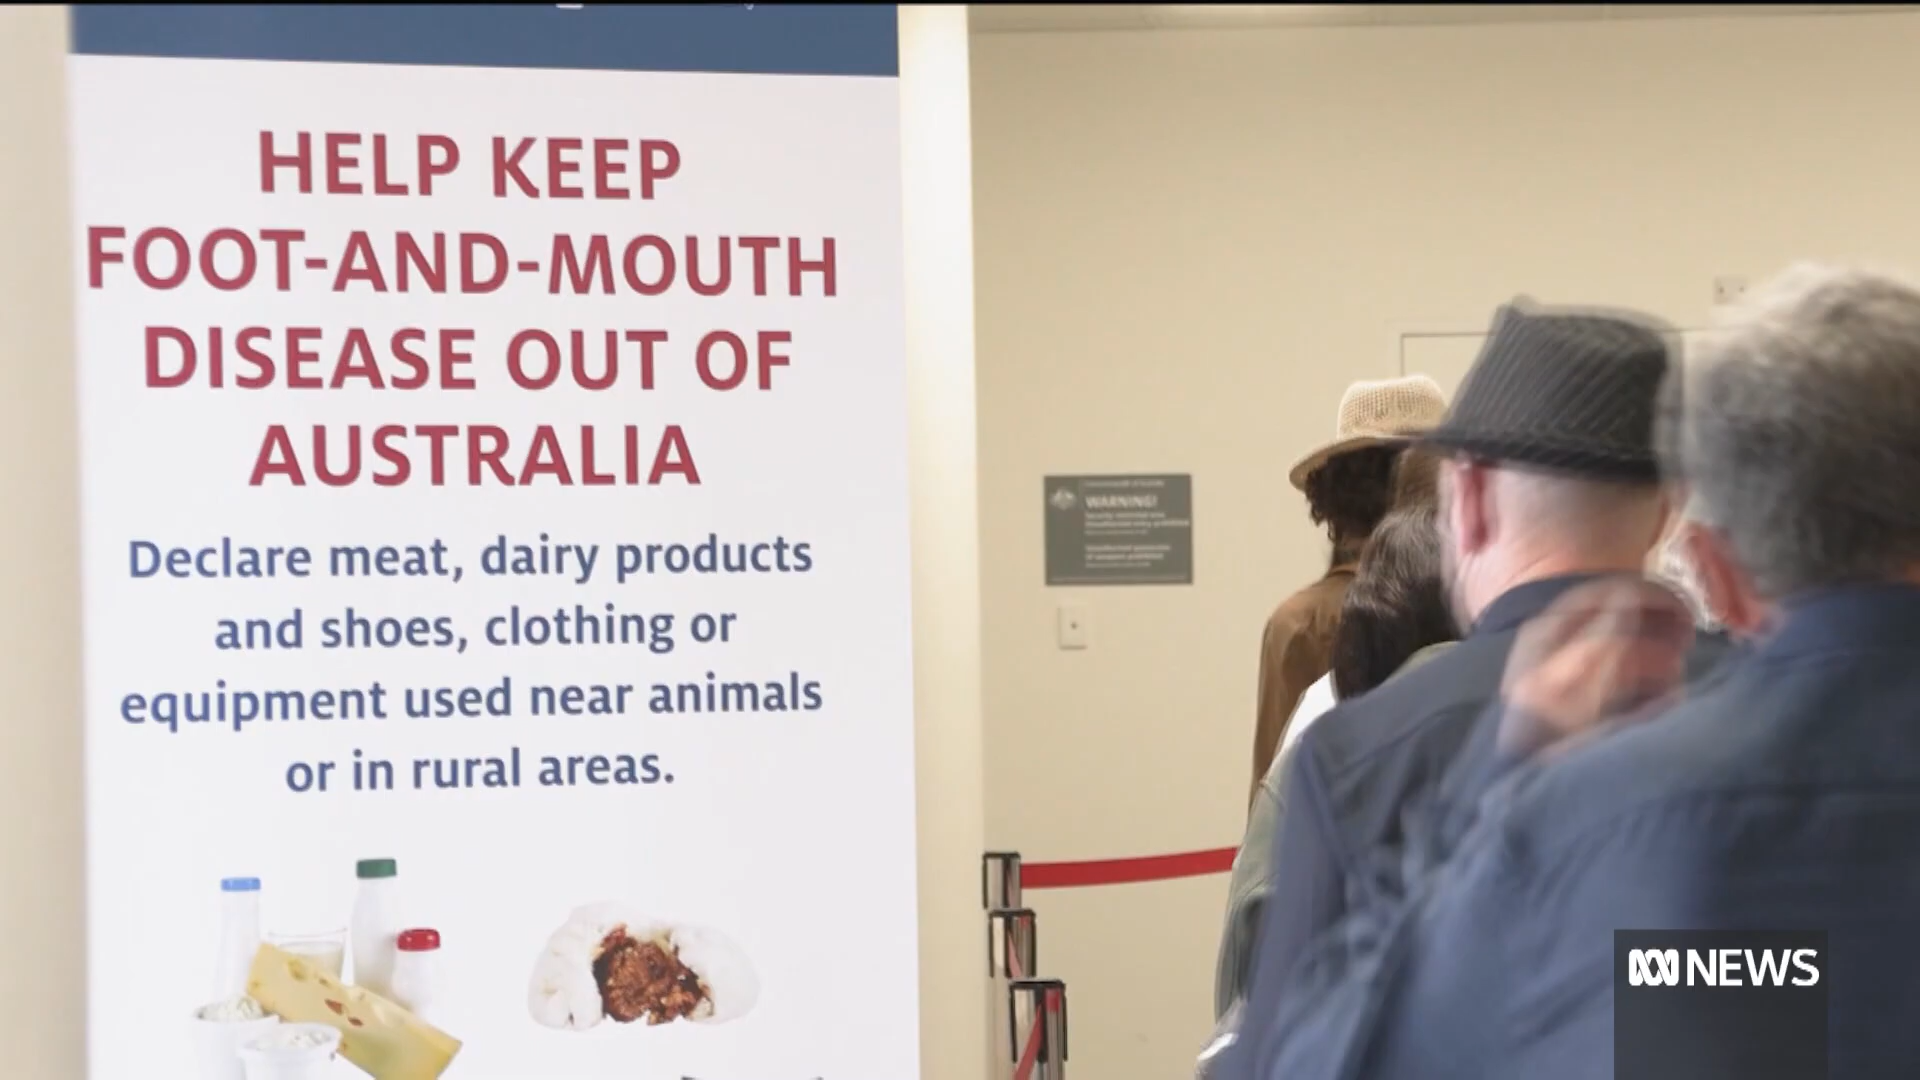 HELP KEEP
FOOT-AND-MOUTH
DISEASE OUT OF
AUSTRALIA
Declare meat, dairy products
and shoes, clothing or
equipment used near animals
or in rural areas.
WARNING!
NEWS